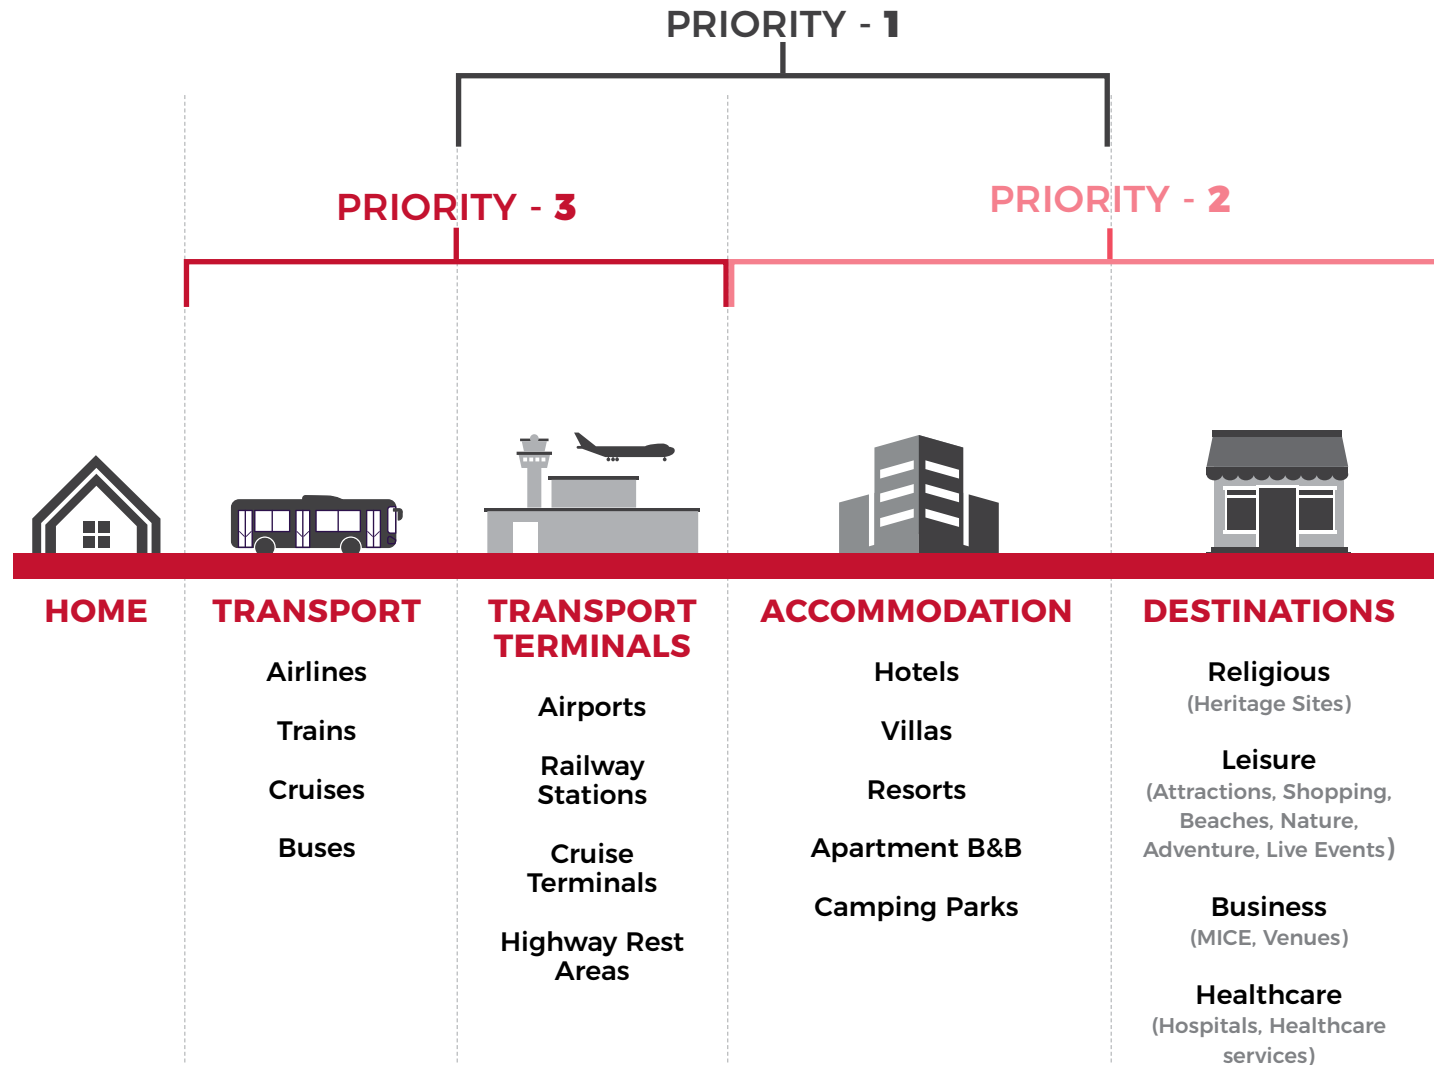 PRIORITY - 1
PRIORITY - 3
PRIORITY - 2
HOME
TRANSPORT
Airlines
Trains
Cruises
Buses
TRANSPORT
TERMINALS
Airports
Railway
Stations
Cruise
Terminals
Highway Rest
Areas
ACCOMMODATION
Hotels
Villas
Resorts
Apartment B&B
Camping Parks
DESTINATIONS
Religious
(Heritage Sites)
Leisure
(Attractions, Shopping,
Beaches, Nature,
Adventure, Live Events)
Business
(MICE, Venues)
Healthcare
(Hospitals, Healthcare
services)